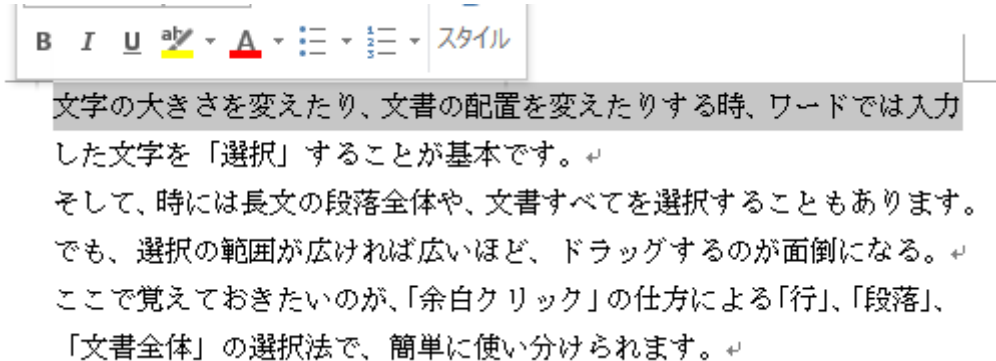 B I U ab A スタイル
文字の大きさを変えたり、文書の配置を変えたりする時、ワードでは入力
した文字を「選択」することが基本です。↵
そして、時には長文の段落全体や、文書すべてを選択することもあります。
でも、選択の範囲が広ければ広いほど、ドラッグするのが面倒になる。↵
ここで覚えておきたいのが、「余白クリック」の仕方による「行」、「段落」、
「文書全体」の選択法で、簡単に使い分けられます。↵